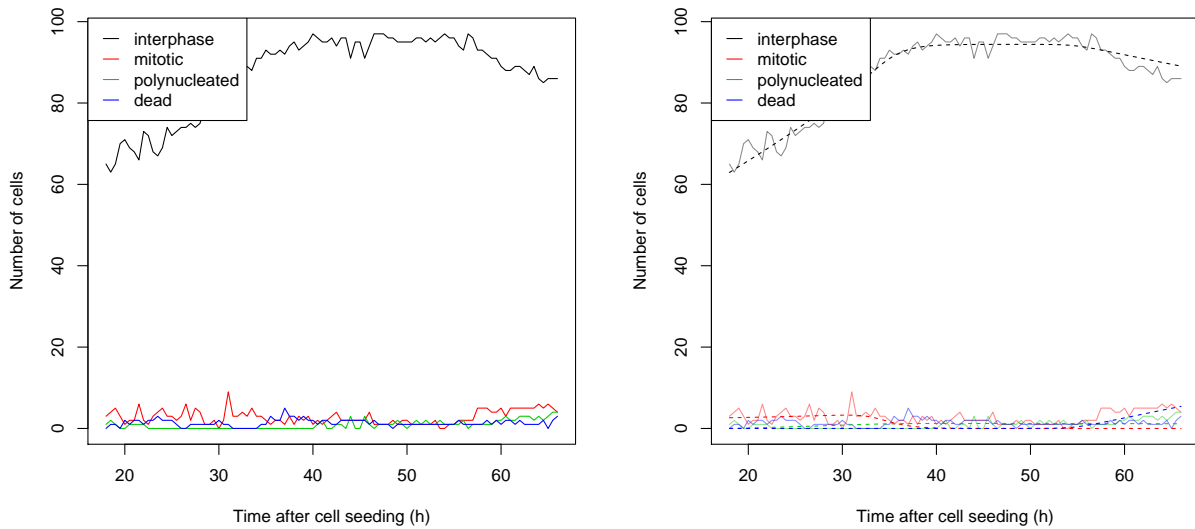 100
80
60
40
20
0
Number of cells
interphase
mitotic
polynucleated
dead
20 30 40 50 60
Time after cell seeding (h)
100
80
60
40
20
0
Number of cells
interphase
mitotic
polynucleated
dead
20 30 40 50 60
Time after cell seeding (h)